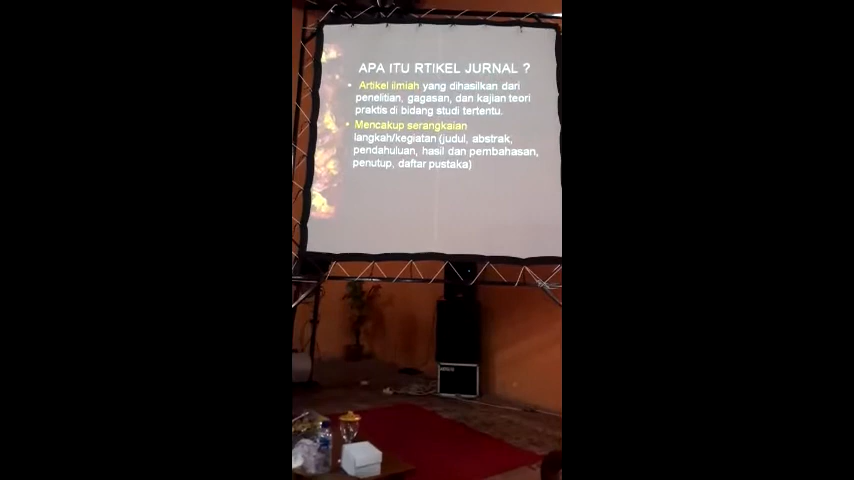 APA ITU RTIKEL JURNAL ?
• Artikel ilmiah yang dihasilkan dari
penelitian, gagasan, dan kajian teori
praktis di bidang studi tertentu.
• Mencakup serangkaian
langkah/kegiatan (judul, abstrak,
pendahuluan, hasil dan pembahasan,
penutup, daftar pustaka)